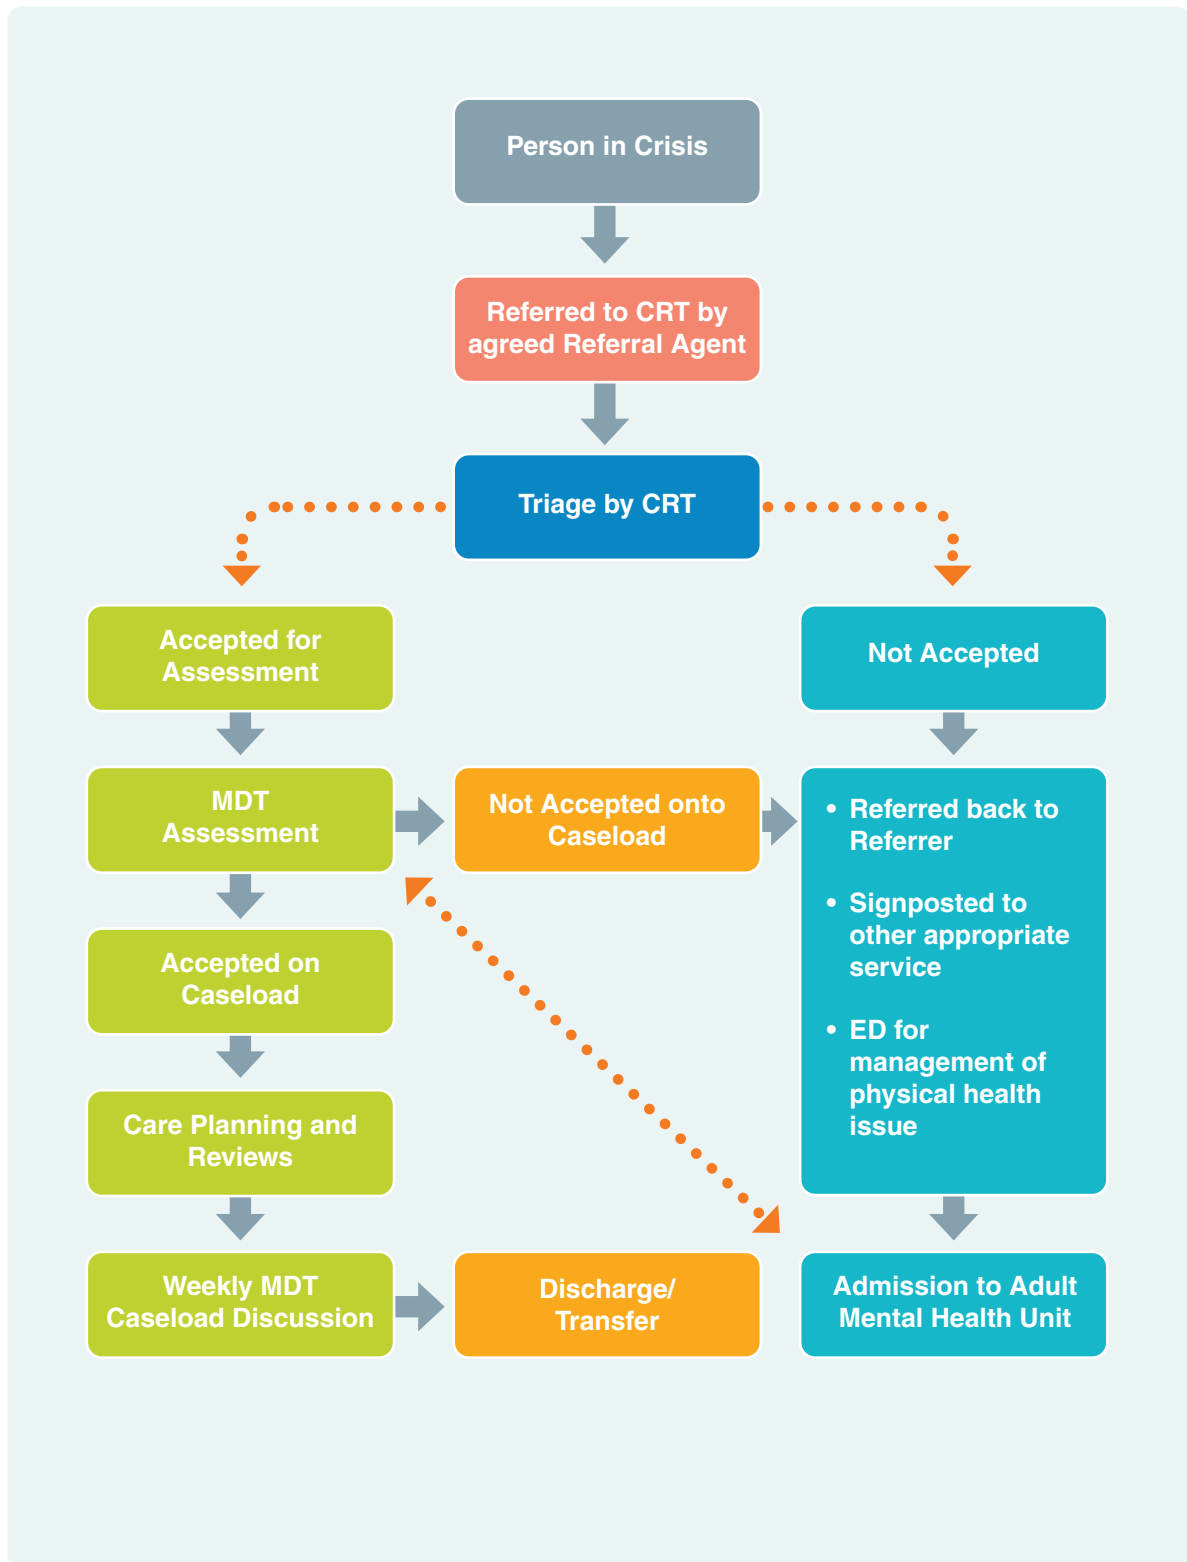 Person in Crisis
Referred to CRT by
agreed Referral Agent
Triage by CRT
Accepted for
Assessment
Not Accepted
MDT
Assessment
Not Accepted onto
Caseload
• Referred back to
Referrer
• Signposted to
other appropriate
service
• ED for
management of
physical health
issue
Accepted on
Caseload
Care Planning and
Reviews
Weekly MDT
Caseload Discussion
Discharge/
Transfer
Admission to Adult
Mental Health Unit